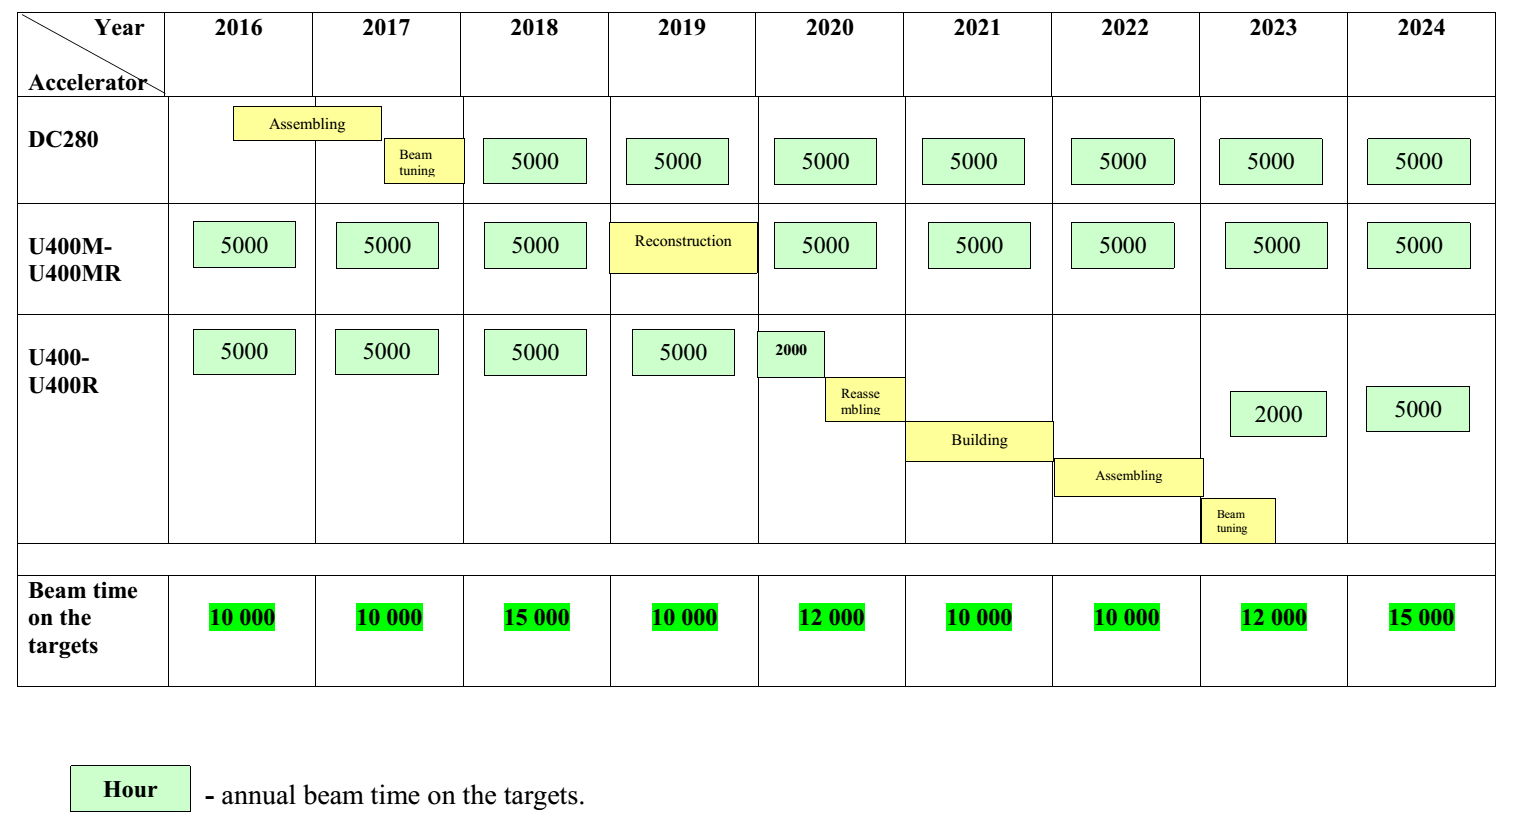 Year 2016 2017 2018 2019 2020 2021 2022 2023 2024
Accelerator
Assembling
DC280
Beam
tuning
5000 5000 5000 5000 5000 5000 5000
U400M-
U400MR
5000 5000 5000 Reconstruction 5000 5000 5000 5000 5000
U400-
U400R
5000 5000 5000 5000 2000
Reasse
mbling
2000 5000
Building
Assembling
Beam
tuning
Beam time
on the
targets
10 000 10 000 15 000 10 000 12 000 10 000 10 000 12 000 15 000
Hour - annual beam time on the targets.